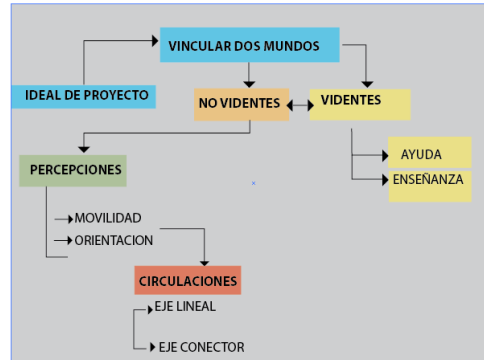 VINCULAR DOS MUNDOS
IDEAL DE PROYECTO
NO VIDENTES
VIDENTES
AYUDA
ENSEÑANZA
PERCEPCIONES
MOVILIDAD
ORIENTACION
CIRCULACIONES
EJE LINEAL
EJE CONECTOR